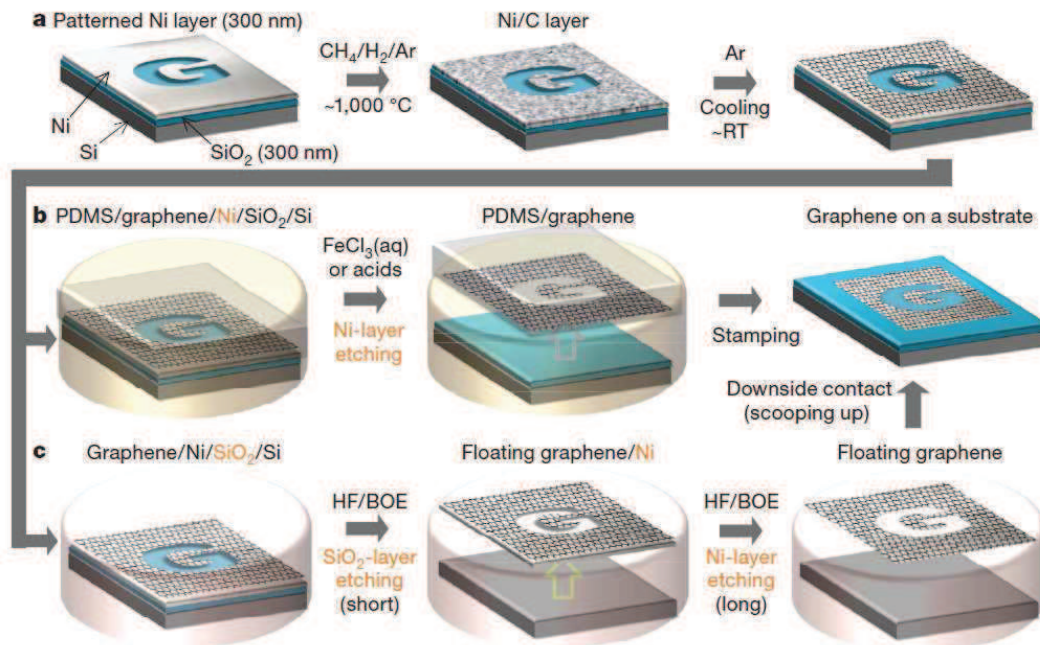 a Patterned Ni layer (300 nm)
Ni/C layer
CH₄/H₂/Ar
~1,000 °C
Ar
Cooling
~RT
Ni
Si
SiO₂ (300 nm)
b PDMS/graphene/Ni/SiO₂/Si
PDMS/graphene
Graphene on a substrate
FeCl₃(aq)
or acids
Ni-layer
etching
Stamping
Downside contact
(scooping up)
c Graphene/Ni/SiO₂/Si
Floating graphene/Ni
Floating graphene
HF/BOE
SiO₂-layer
etching
(short)
HF/BOE
Ni-layer
etching
(long)